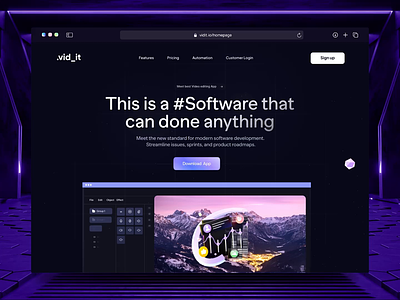 vidit.io/homepage
.vid_it
Features
Pricing
Automation
Customer Login
Sign up
Meet best Video editing App
This is a #Software that
can done anything
Meet the new standard for modern software development.
Streamline issues, sprints, and product roadmaps.
Download App
File
Edit
Object
Effect